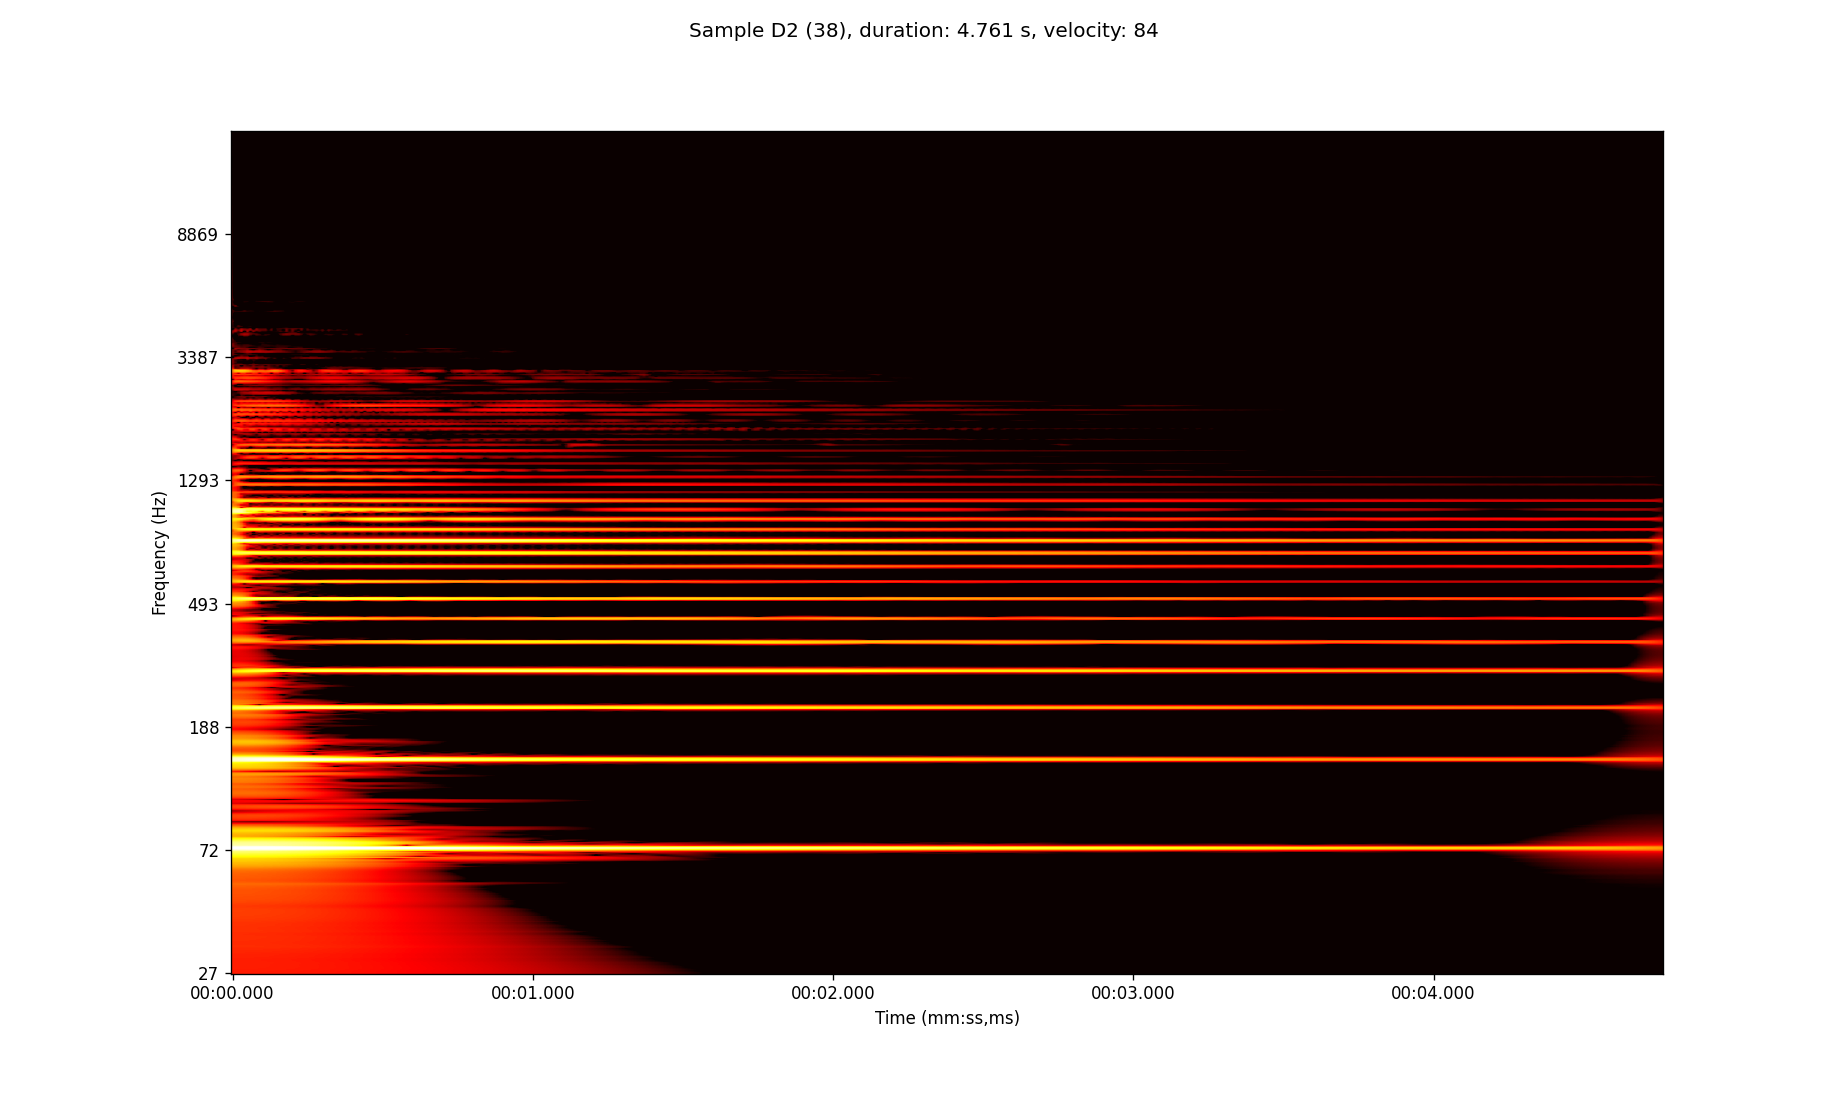 Sample D2 (38), duration: 4.761 s, velocity: 84
8869
3387
1293
493
188
72
27
Frequency (Hz)
00:00.000 00:01.000 00:02.000 00:03.000 00:04.000
Time (mm:ss,ms)